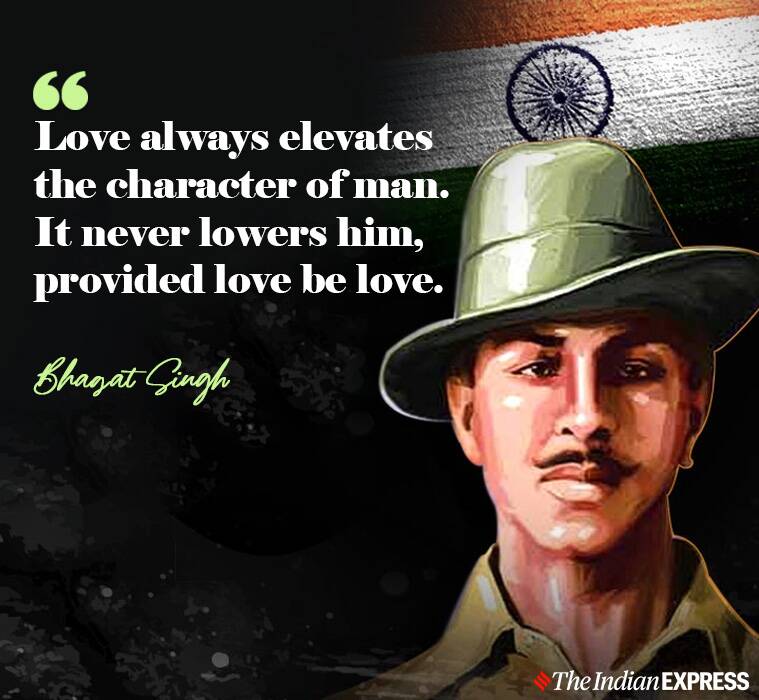 “
Love always elevates
the character of man.
It never lowers him,
provided love be love.
Bhagat Singh
The Indian EXPRESS